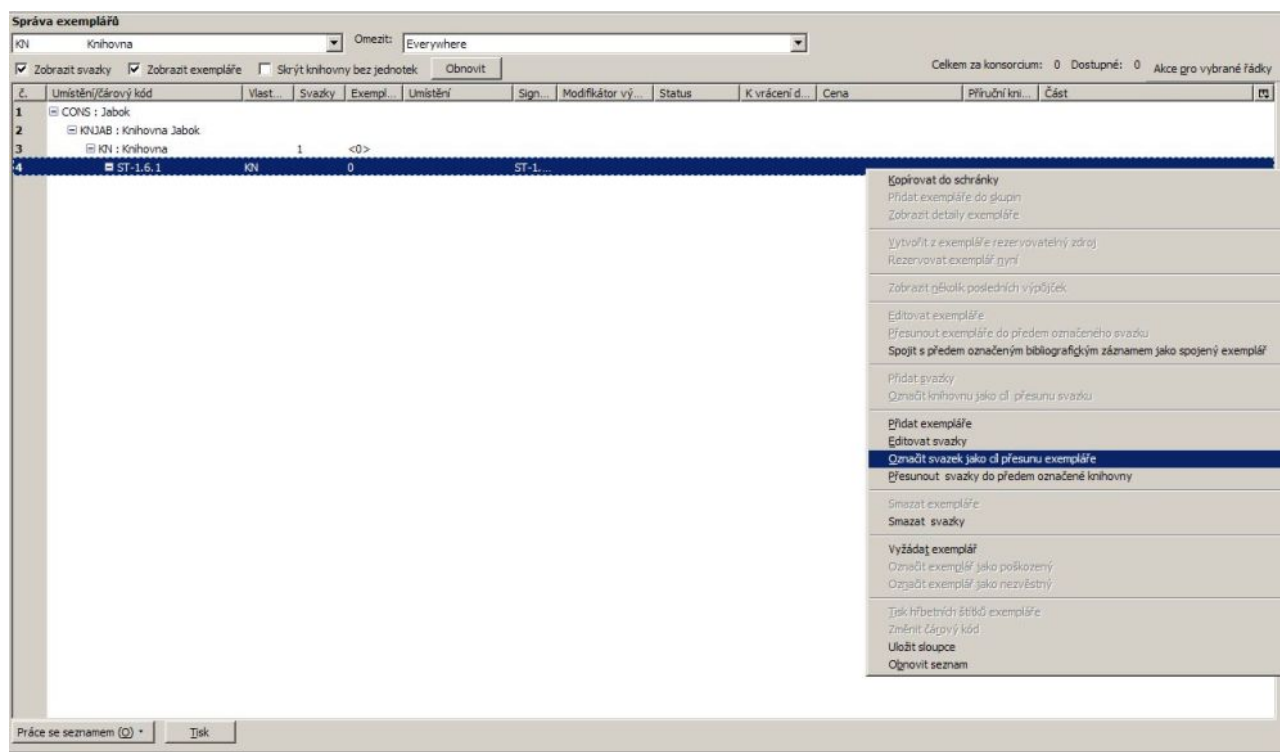 Správa exemplářů
KN Knihovna Omezit: Everywhere
Zobrazit svazky Zobrazit exempláře Skrýt knihovny bez jednotek Obnovit Celkem za konsorcium: 0 Dostupné: 0 Akce pro vybrané řádky
č. Umístění/čárový kód Vlast... Svazky Exempl... Umístění Sign... Modifikátor vý... Status K vrácení d... Cena Příruční kni... Část
1 CONS : Jabok
2 KNJAB : Knihovna Jabok
3 KN : Knihovna 1 <0>
4 ST-1.6.1 KN 0 ST-1....
Kopírovat do schránky
Přidat exempláře do skupin
Zobrazit detaily exempláře
Vytvořit z exempláře rezervovatelný zdroj
Rezervovat exemplář nyní
Zobrazit několik posledních výpůjček
Editovat exempláře
Přesunout exempláře do předem označeného svazku
Spojit s předem označeným bibliografickým záznamem jako spojený exemplář
Přidat svazky
Označit knihovnu jako cíl přesunu svazku
Přidat exempláře
Editovat svazky
Označit svazek jako cíl přesunu exempláře
Přesunout svazky do předem označené knihovny
Smazat exempláře
Smazat svazky
Vyžádat exemplář
Označit exemplář jako poškozený
Označit exemplář jako nezvěstný
Tisk hřbetních štítků exempláře
Změnit čárový kód
Uložit sloupce
Obnovit seznam
Práce se seznamem (O) Tisk